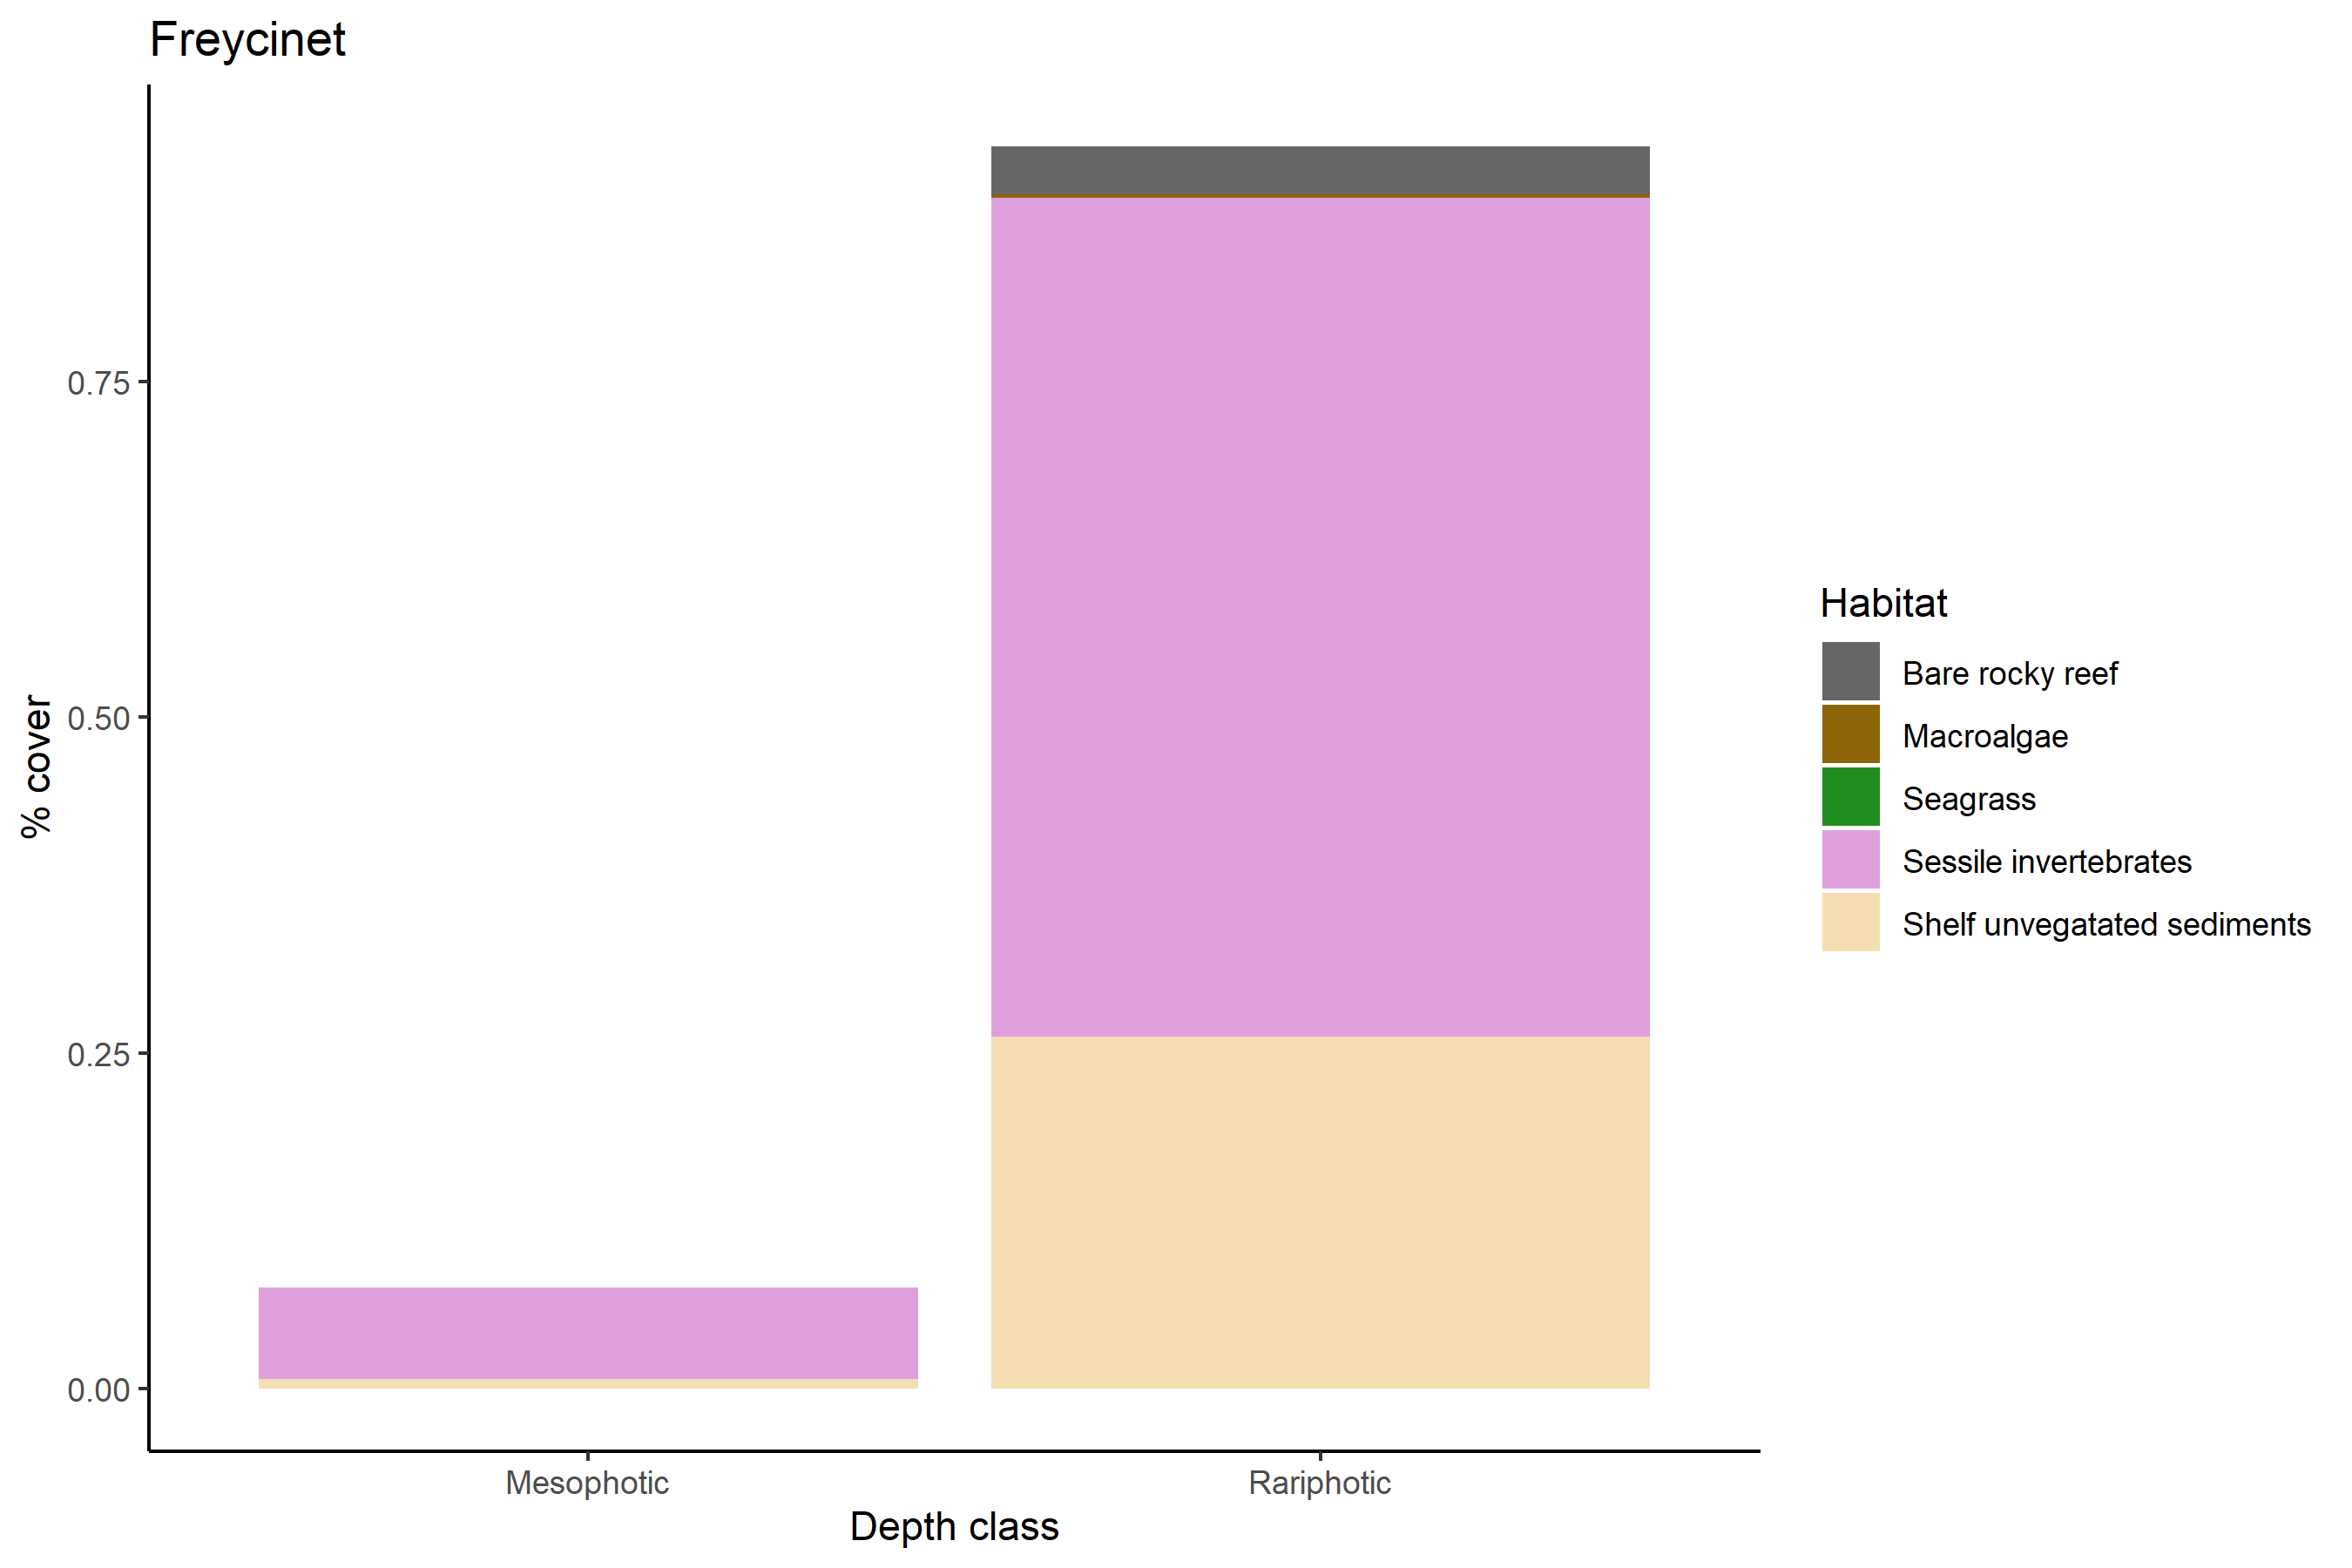 Freycinet
% cover
0.75
0.50
0.25
0.00
Mesophotic
Rariphotic
Depth class
Habitat
Bare rocky reef
Macroalgae
Seagrass
Sessile invertebrates
Shelf unvegatated sediments